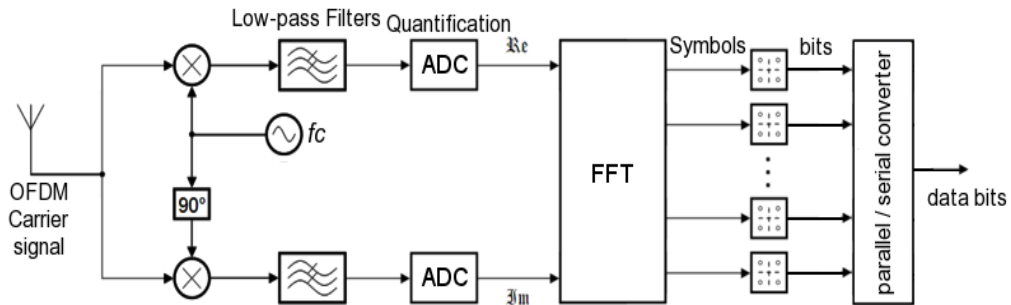 Low-pass Filters
Quantification
ADC
Re
Symbols
bits
fc
OFDM
Carrier
signal
90°
FFT
parallel / serial converter
data bits
ADC
Im